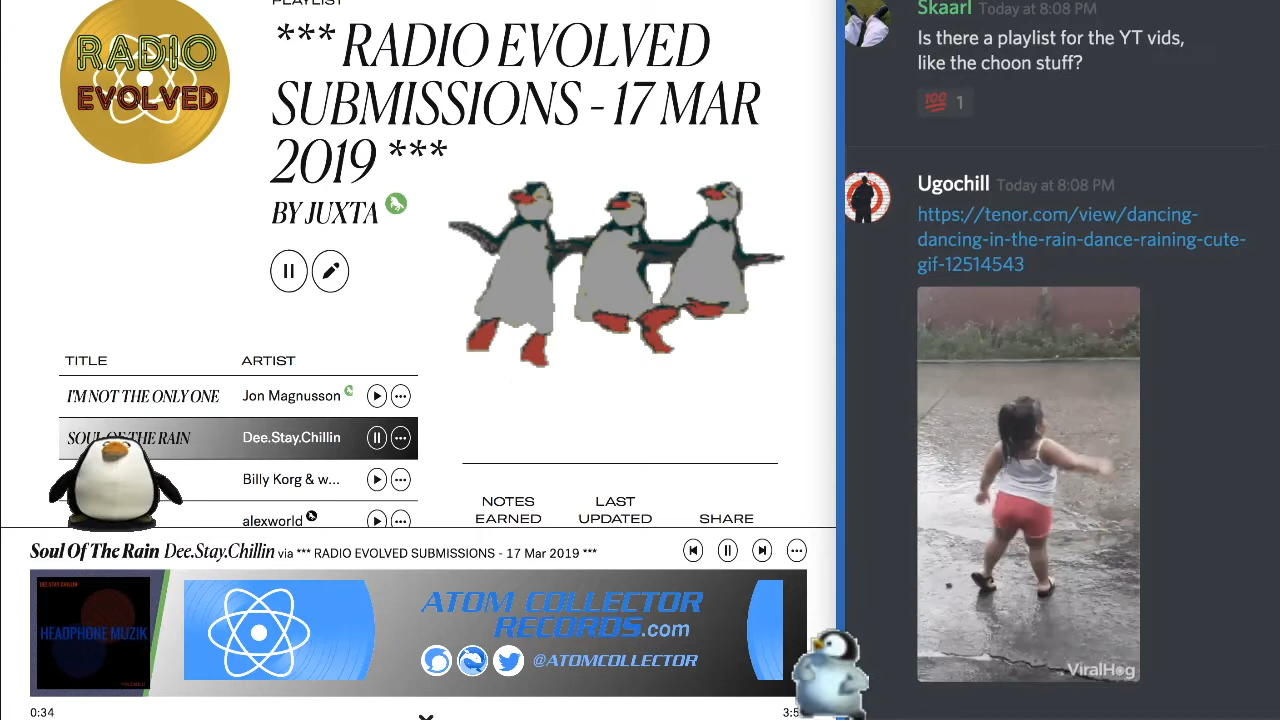 PLAYLIST
*** RADIO EVOLVED
SUBMISSIONS - 17 MAR
2019 ***
BY JUXTA
RADIO
EVOLVED
TITLE ARTIST
I'M NOT THE ONLY ONE Jon Magnusson
SOUL OF THE RAIN Dee.Stay.Chillin
Billy Korg & w...
alexworld
NOTES
EARNED
LAST
UPDATED
SHARE
Soul Of The Rain Dee.Stay.Chillin via *** RADIO EVOLVED SUBMISSIONS - 17 Mar 2019 ***
DEE.STAY.CHILLIN
HEADPHONE MUZIK
ATOM COLLECTOR
RECORDS.com
@ATOMCOLLECTOR
0:34
Skaarl Today at 8:08 PM
Is there a playlist for the YT vids,
like the choon stuff?
💯 1
Ugochill Today at 8:08 PM
https://tenor.com/view/dancing-
dancing-in-the-rain-dance-raining-cute-
gif-12514543
ViralHog